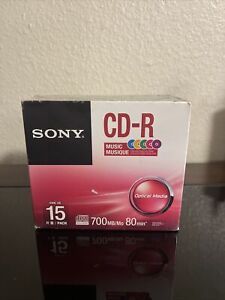 SONY
CD-R
MUSIC
MUSIQUE
Optical Media
15
PACK
700MB/Mo 80min